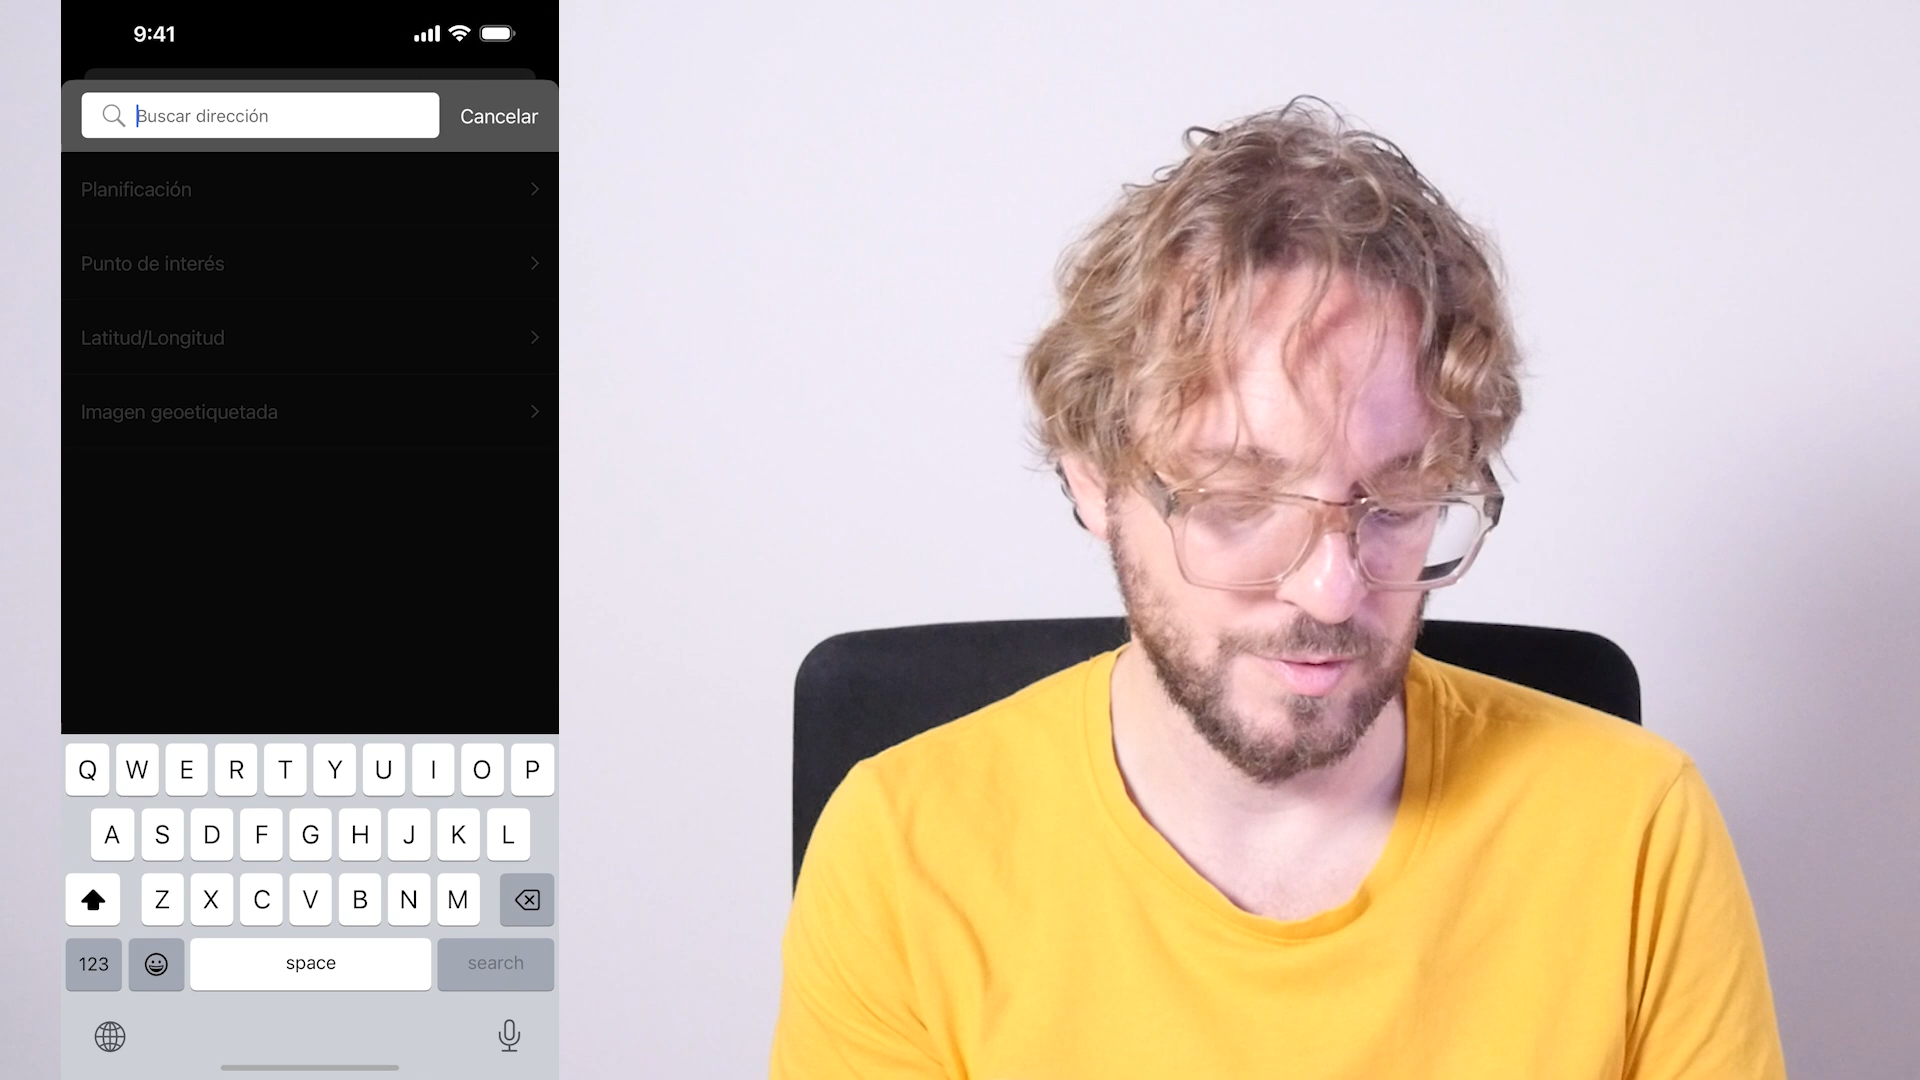 9:41
Buscar dirección
Cancelar
Planificación
Punto de interés
Latitud/Longitud
Imagen geoetiquetada
Q W E R T Y U I O P
A S D F G H J K L
Z X C V B N M
123 space search